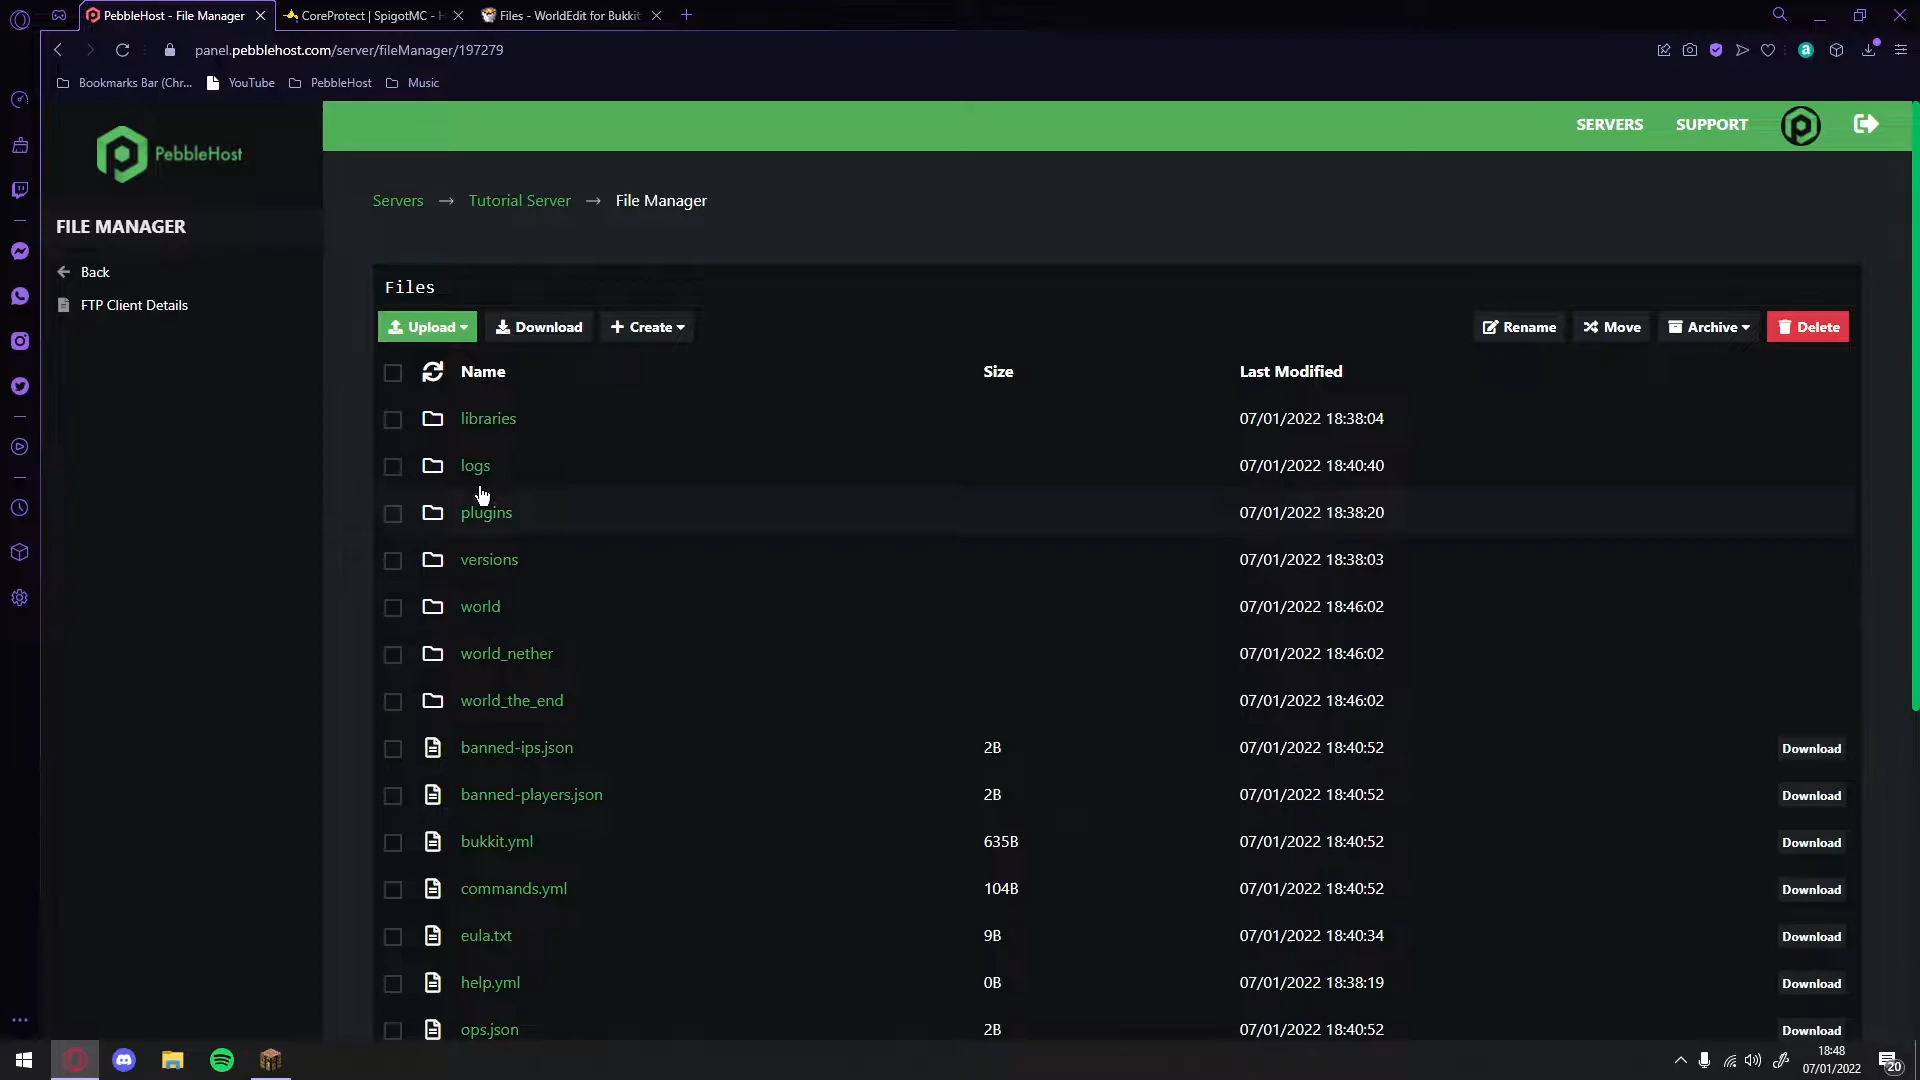 PebbleHost - File Manager
CoreProtect | SpigotMC -
Files - WorldEdit for Bukkit
panel.pebblehost.com/server/fileManager/197279
Bookmarks Bar (Chr...
YouTube
PebbleHost
Music
PebbleHost
SERVERS
SUPPORT
FILE MANAGER
Back
FTP Client Details
Servers → Tutorial Server → File Manager
Files
Upload
Download
Create
Rename
Move
Archive
Delete
Name Size Last Modified
libraries 07/01/2022 18:38:04
logs 07/01/2022 18:40:40
plugins 07/01/2022 18:38:20
versions 07/01/2022 18:38:03
world 07/01/2022 18:46:02
world_nether 07/01/2022 18:46:02
world_the_end 07/01/2022 18:46:02
banned-ips.json 2B 07/01/2022 18:40:52 Download
banned-players.json 2B 07/01/2022 18:40:52 Download
bukkit.yml 635B 07/01/2022 18:40:52 Download
commands.yml 104B 07/01/2022 18:40:52 Download
eula.txt 9B 07/01/2022 18:40:34 Download
help.yml 0B 07/01/2022 18:38:19 Download
ops.json 2B 07/01/2022 18:40:52 Download
18:48
07/01/2022
20